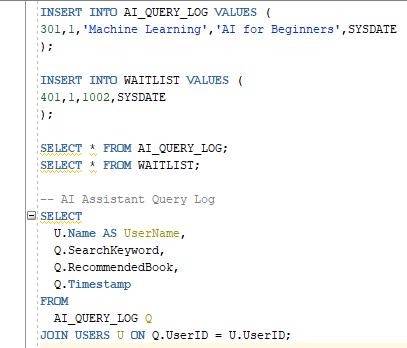 INSERT INTO AI_QUERY_LOG VALUES (
301,1,'Machine Learning','AI for Beginners',SYSDATE
);
INSERT INTO WAITLIST VALUES (
401,1,1002,SYSDATE
);
SELECT * FROM AI_QUERY_LOG;
SELECT * FROM WAITLIST;
-- AI Assistant Query Log
SELECT
U.Name AS UserName,
Q.SearchKeyword,
Q.RecommendedBook,
Q.Timestamp
FROM
AI_QUERY_LOG Q
JOIN USERS U ON Q.UserID = U.UserID;